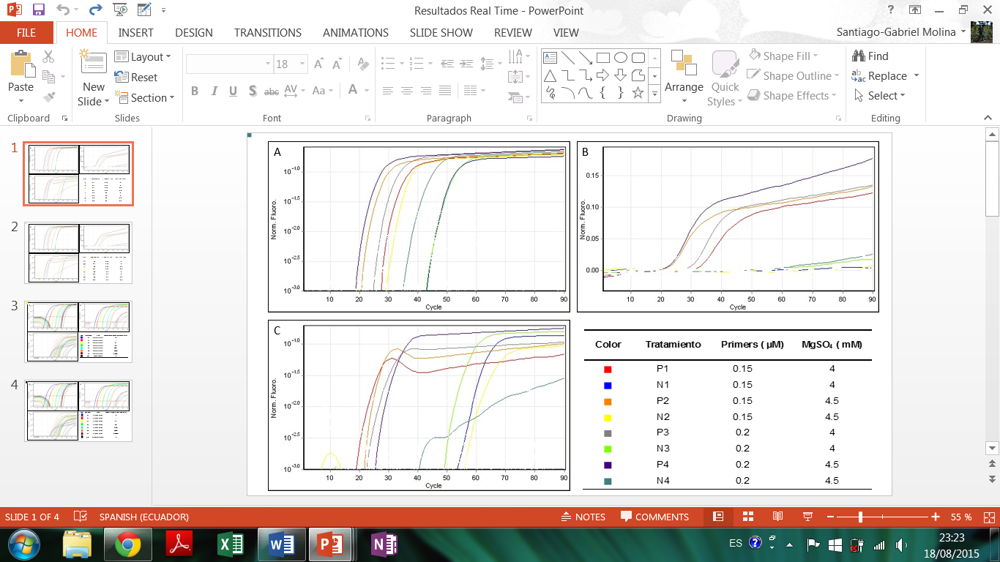 Resultados Real Time - PowerPoint
FILE HOME INSERT DESIGN TRANSITIONS ANIMATIONS SLIDE SHOW REVIEW VIEW Santiago-Gabriel Molina
Paste
Clipboard
New Slide
Layout
Reset
Section
Slides
18
B I U S abc AV Aa A
Font
Paragraph
Arrange
Quick Styles
Shape Fill
Shape Outline
Shape Effects
Drawing
Find
Replace
Select
Editing
1
2
3
4
A
Norm. Fluoro.
10^-1.0
10^-1.5
10^-2.0
10^-2.5
10^-3.0
10 20 30 40 50 60 70 80 90
Cycle
B
Norm. Fluoro.
0.15
0.10
0.05
0.00
10 20 30 40 50 60 70 80 90
Cycle
C
Norm. Fluoro.
10^-1.0
10^-1.5
10^-2.0
10^-2.5
10^-3.0
10 20 30 40 50 60 70 80 90
Cycle
Color Tratamiento Primers ( µM) MgSO₄ ( mM)
P1 0.15 4
N1 0.15 4
P2 0.15 4.5
N2 0.15 4.5
P3 0.2 4
N3 0.2 4
P4 0.2 4.5
N4 0.2 4.5
SLIDE 1 OF 4 SPANISH (ECUADOR) NOTES COMMENTS 55 %
ES 23:23
18/08/2015